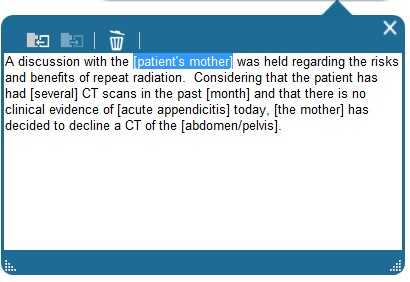 A discussion with the [patient's mother] was held regarding the risks
and benefits of repeat radiation.  Considering that the patient has
had [several] CT scans in the past [month] and that there is no
clinical evidence of [acute appendicitis] today, [the mother] has
decided to decline a CT of the [abdomen/pelvis].